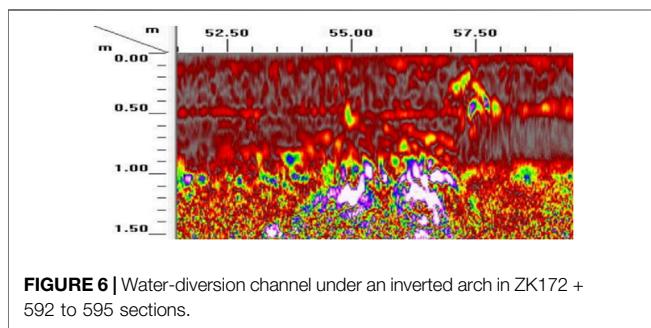 m 52.50 55.00 57.50
m
0.00
0.50
1.00
1.50
FIGURE 6 | Water-diversion channel under an inverted arch in ZK172 +
592 to 595 sections.